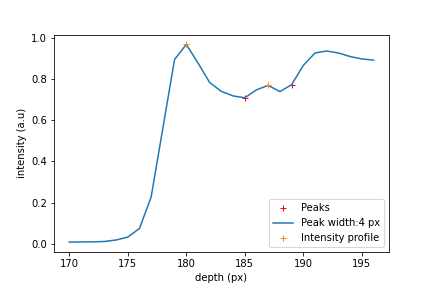 1.0
0.8
0.6
0.4
0.2
0.0
intensity (a.u)
Peaks
Peak width:4 px
Intensity profile
170 175 180 185 190 195
depth (px)